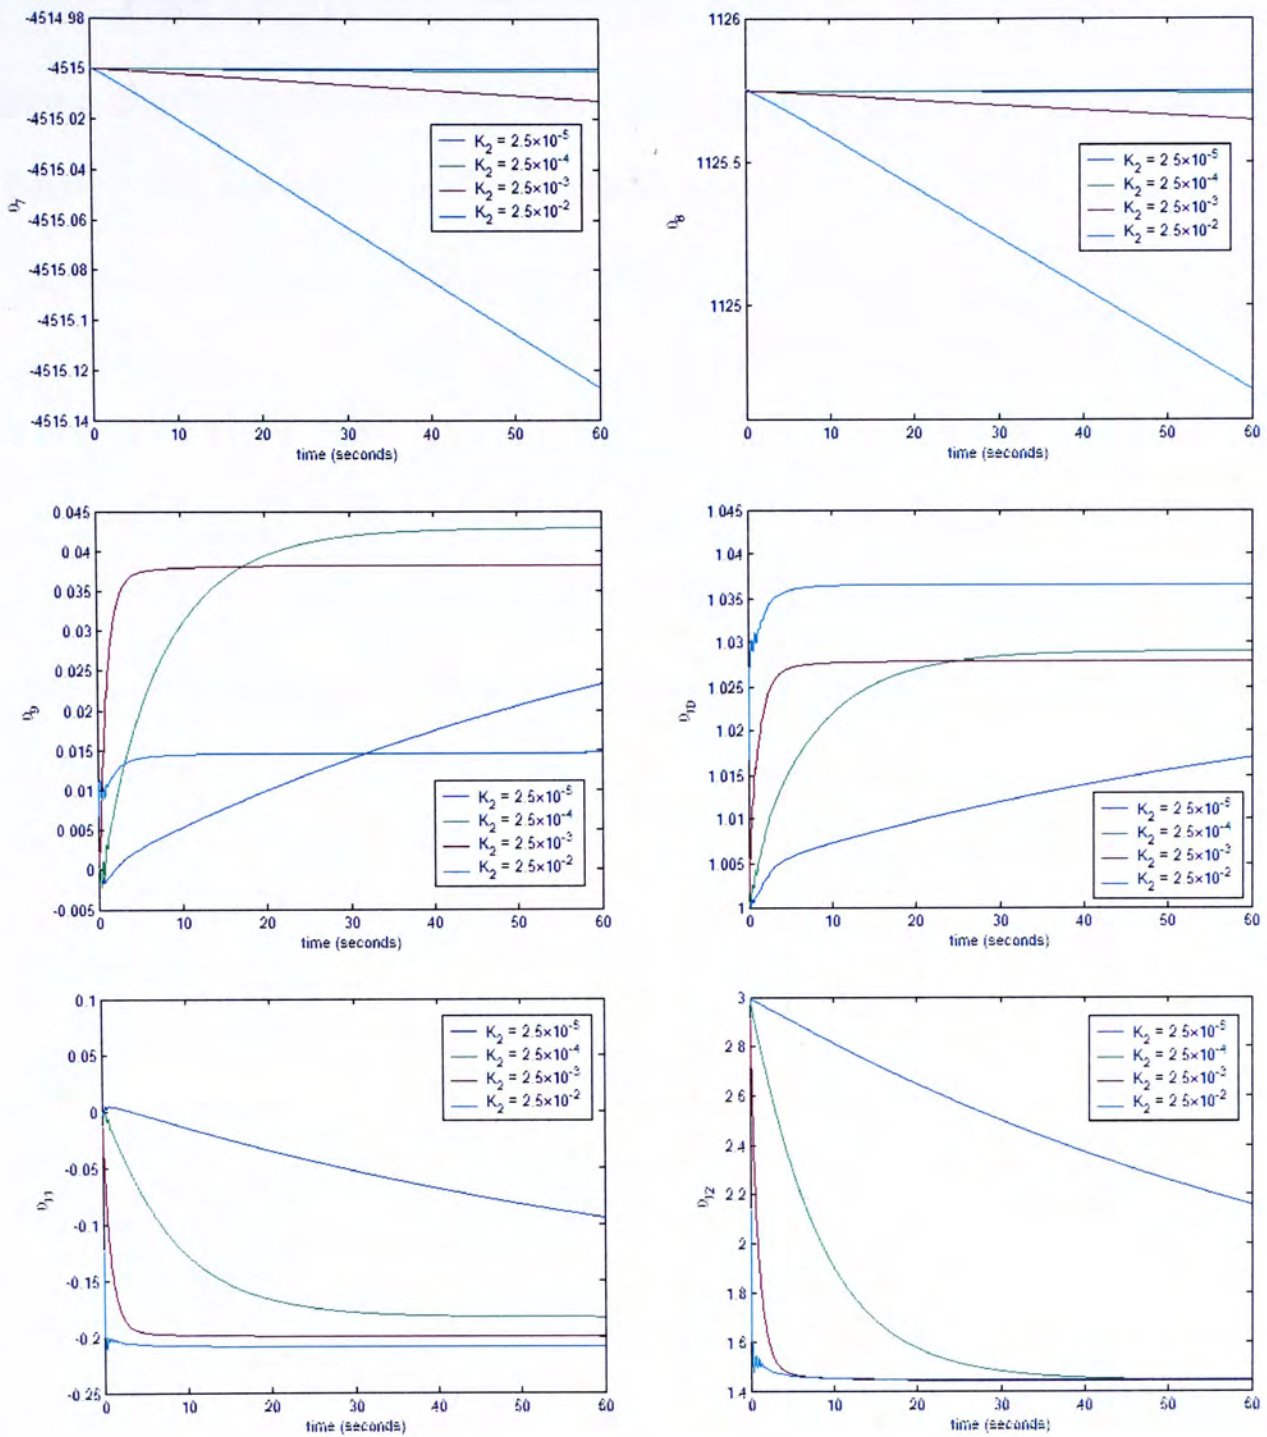 -4514.98
-4515
-4515.02
-4515.04
-4515.06
-4515.08
-4515.1
-4515.12
-4515.14
0 10 20 30 40 50 60
time (seconds)
θ7
K2 = 2.5×10-5
K2 = 2.5×10-4
K2 = 2.5×10-3
K2 = 2.5×10-2
1126
1125.5
1125
0 10 20 30 40 50 60
time (seconds)
θ8
K2 = 2.5×10-5
K2 = 2.5×10-4
K2 = 2.5×10-3
K2 = 2.5×10-2
0.045
0.04
0.035
0.03
0.025
0.02
0.015
0.01
0.005
0
-0.005
0 10 20 30 40 50 60
time (seconds)
θ9
K2 = 2.5×10-5
K2 = 2.5×10-4
K2 = 2.5×10-3
K2 = 2.5×10-2
1.045
1.04
1.035
1.03
1.025
1.02
1.015
1.01
1.005
1
0 10 20 30 40 50 60
time (seconds)
θ10
K2 = 2.5×10-5
K2 = 2.5×10-4
K2 = 2.5×10-3
K2 = 2.5×10-2
0.1
0.05
0
-0.05
-0.1
-0.15
-0.2
-0.25
0 10 20 30 40 50 60
time (seconds)
θ11
K2 = 2.5×10-5
K2 = 2.5×10-4
K2 = 2.5×10-3
K2 = 2.5×10-2
3
2.8
2.6
2.4
2.2
2
1.8
1.6
1.4
0 10 20 30 40 50 60
time (seconds)
θ12
K2 = 2.5×10-5
K2 = 2.5×10-4
K2 = 2.5×10-3
K2 = 2.5×10-2